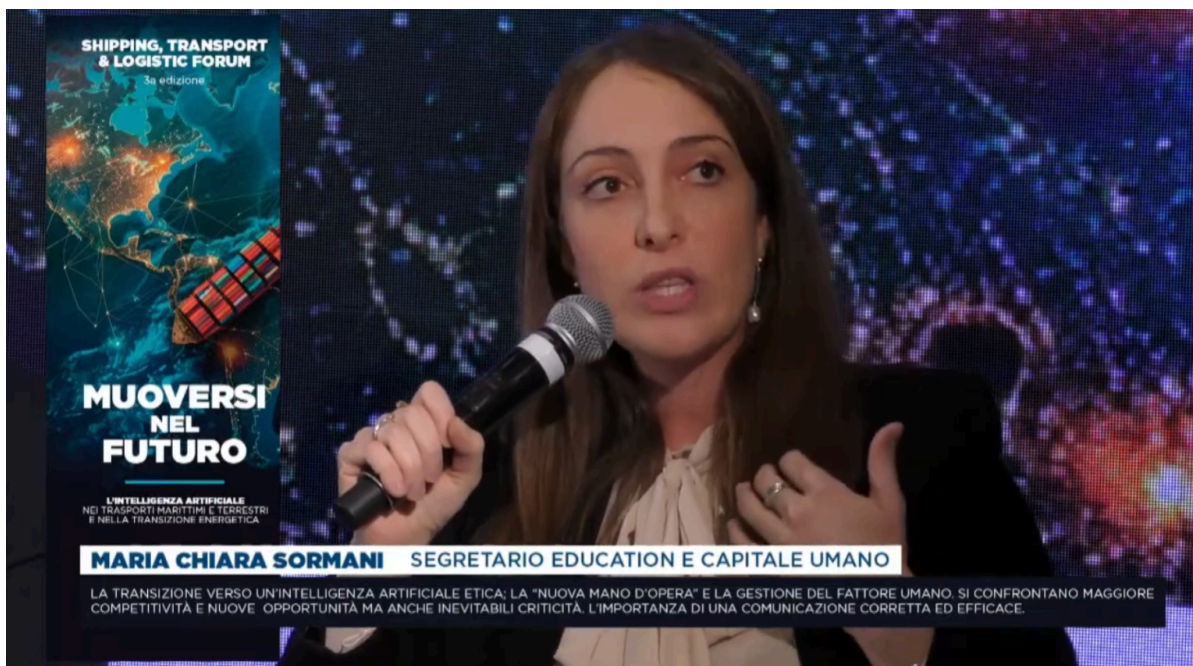 SHIPPING, TRANSPORT
& LOGISTIC FORUM
3a edizione
MUOVERSI
NEL
FUTURO
L'INTELLIGENZA ARTIFICIALE
NEI TRASPORTI MARITTIMI E TERRESTRI
E NELLA TRANSIZIONE ENERGETICA
MARIA CHIARA SORMANI SEGRETARIO EDUCATION E CAPITALE UMANO
LA TRANSIZIONE VERSO UN'INTELLIGENZA ARTIFICIALE ETICA; LA "NUOVA MANO D'OPERA" E LA GESTIONE DEL FATTORE UMANO. SI CONFRONTANO MAGGIORE
COMPETITIVITÀ E NUOVE OPPORTUNITÀ MA ANCHE INEVITABILI CRITICITÀ. L'IMPORTANZA DI UNA COMUNICAZIONE CORRETTA ED EFFICACE.